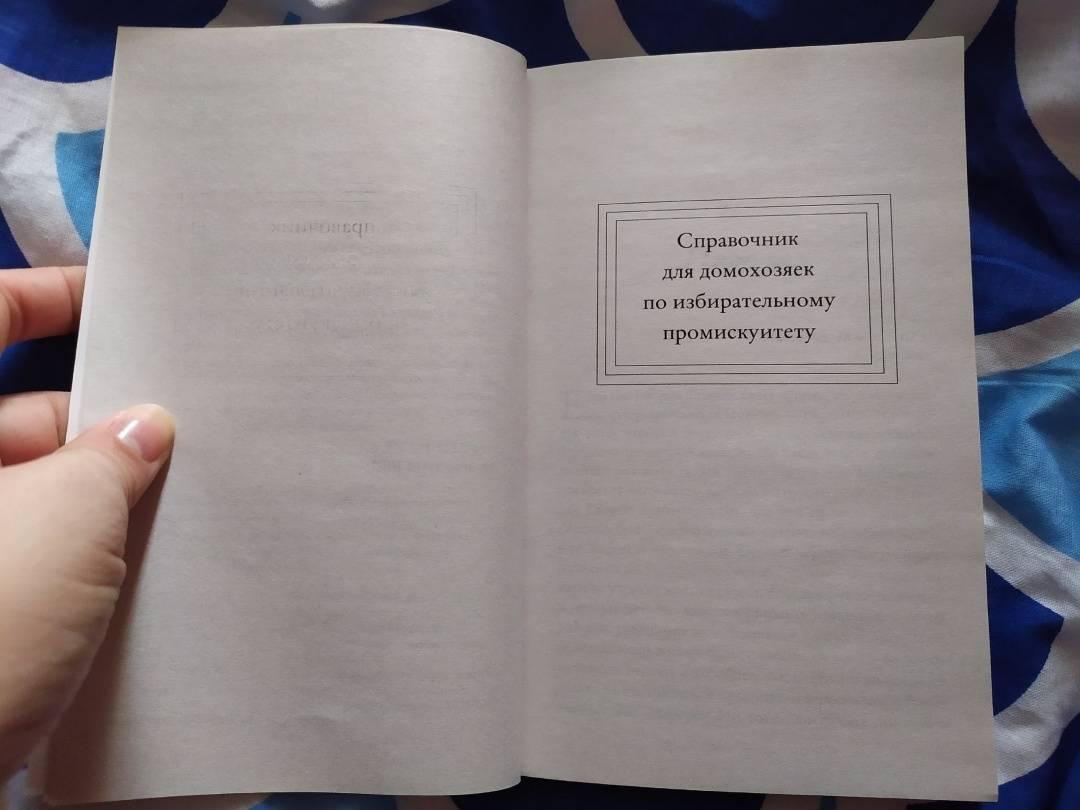 Справочник
для домохозяек
по избирательному
промискуитету